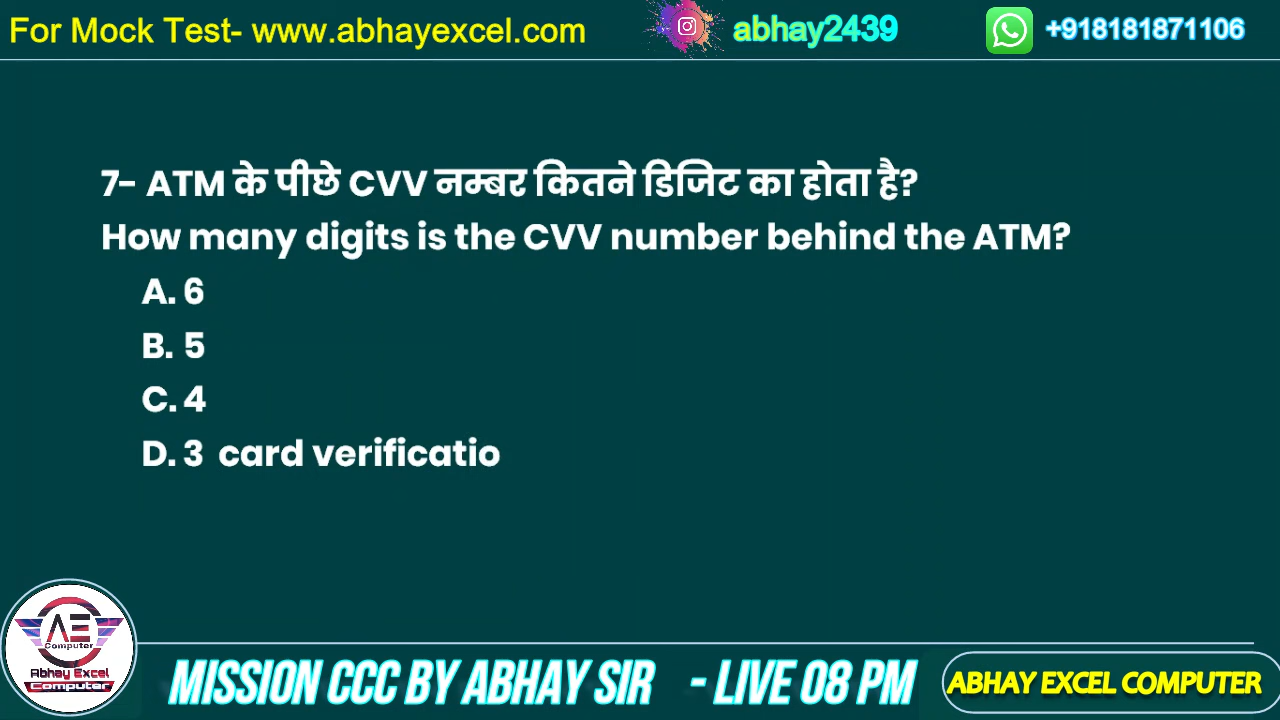 For Mock Test- www.abhayexcel.com
abhay2439
+918181871106
7- ATM के पीछे CVV नम्बर कितने डिजिट का होता है?
How many digits is the CVV number behind the ATM?
A. 6
B. 5
C. 4
D. 3 card verificatio
AE
Computer
Abhay Excel
Computer
MISSION CCC BY ABHAY SIR - LIVE 08 PM
ABHAY EXCEL COMPUTER